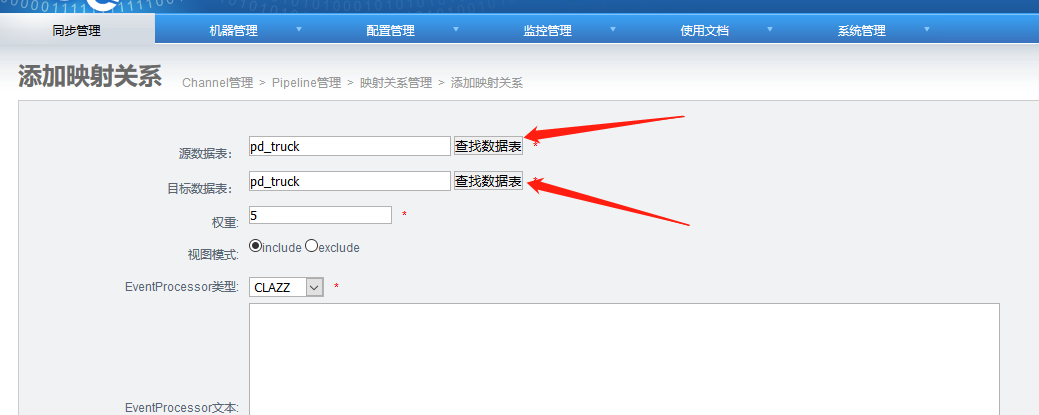 000001111101111111001
同步管理 机器管理 配置管理 监控管理 使用文档 系统管理
添加映射关系 Channel管理 > Pipeline管理 > 映射关系管理 > 添加映射关系
源数据表: pd_truck 查找数据表 *
目标数据表: pd_truck 查找数据表 *
权重: 5 *
视图模式: include exclude
EventProcessor类型: CLAZZ *
EventProcessor文本: